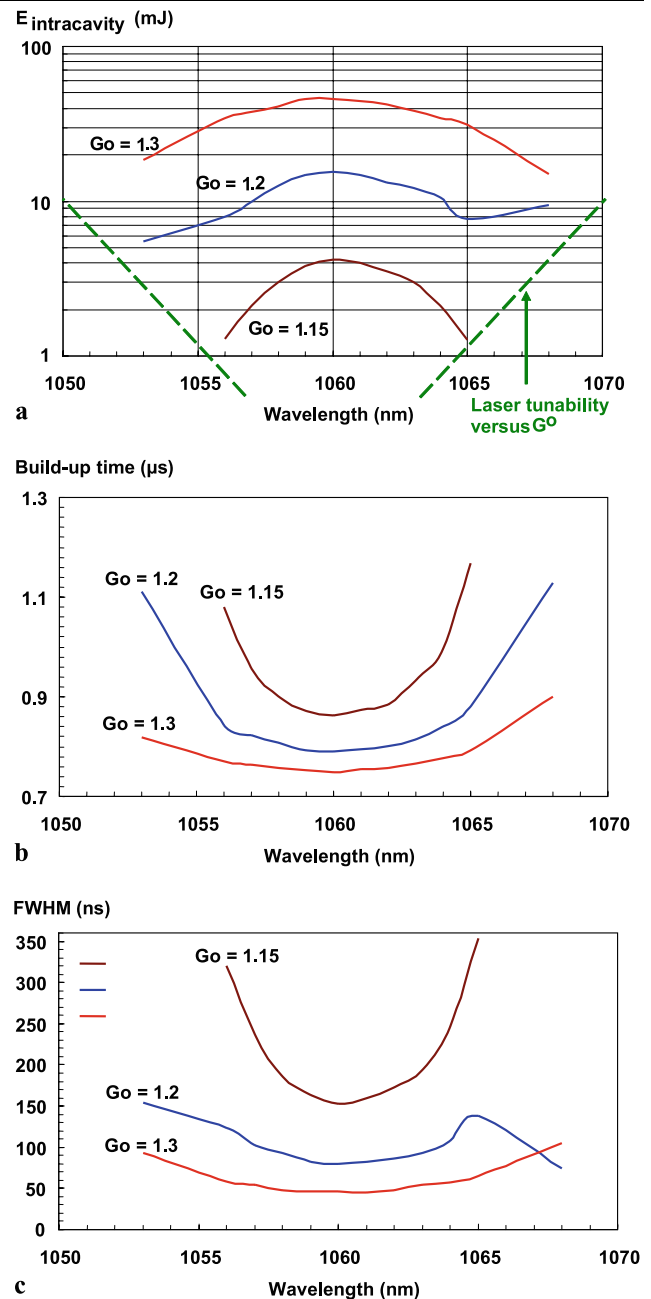 E intracavity (mJ)
100
10
1
Go = 1.3
Go = 1.2
Go = 1.15
1050 1055 1060 1065 1070
a
Wavelength (nm)
Laser tunability
versus G⁰
Build-up time (µs)
1.3
1.1
0.9
0.7
Go = 1.2
Go = 1.15
Go = 1.3
1050 1055 1060 1065 1070
Wavelength (nm)
b
FWHM (ns)
350
300
250
200
150
100
50
0
Go = 1.15
Go = 1.2
Go = 1.3
1050 1055 1060 1065 1070
Wavelength (nm)
c